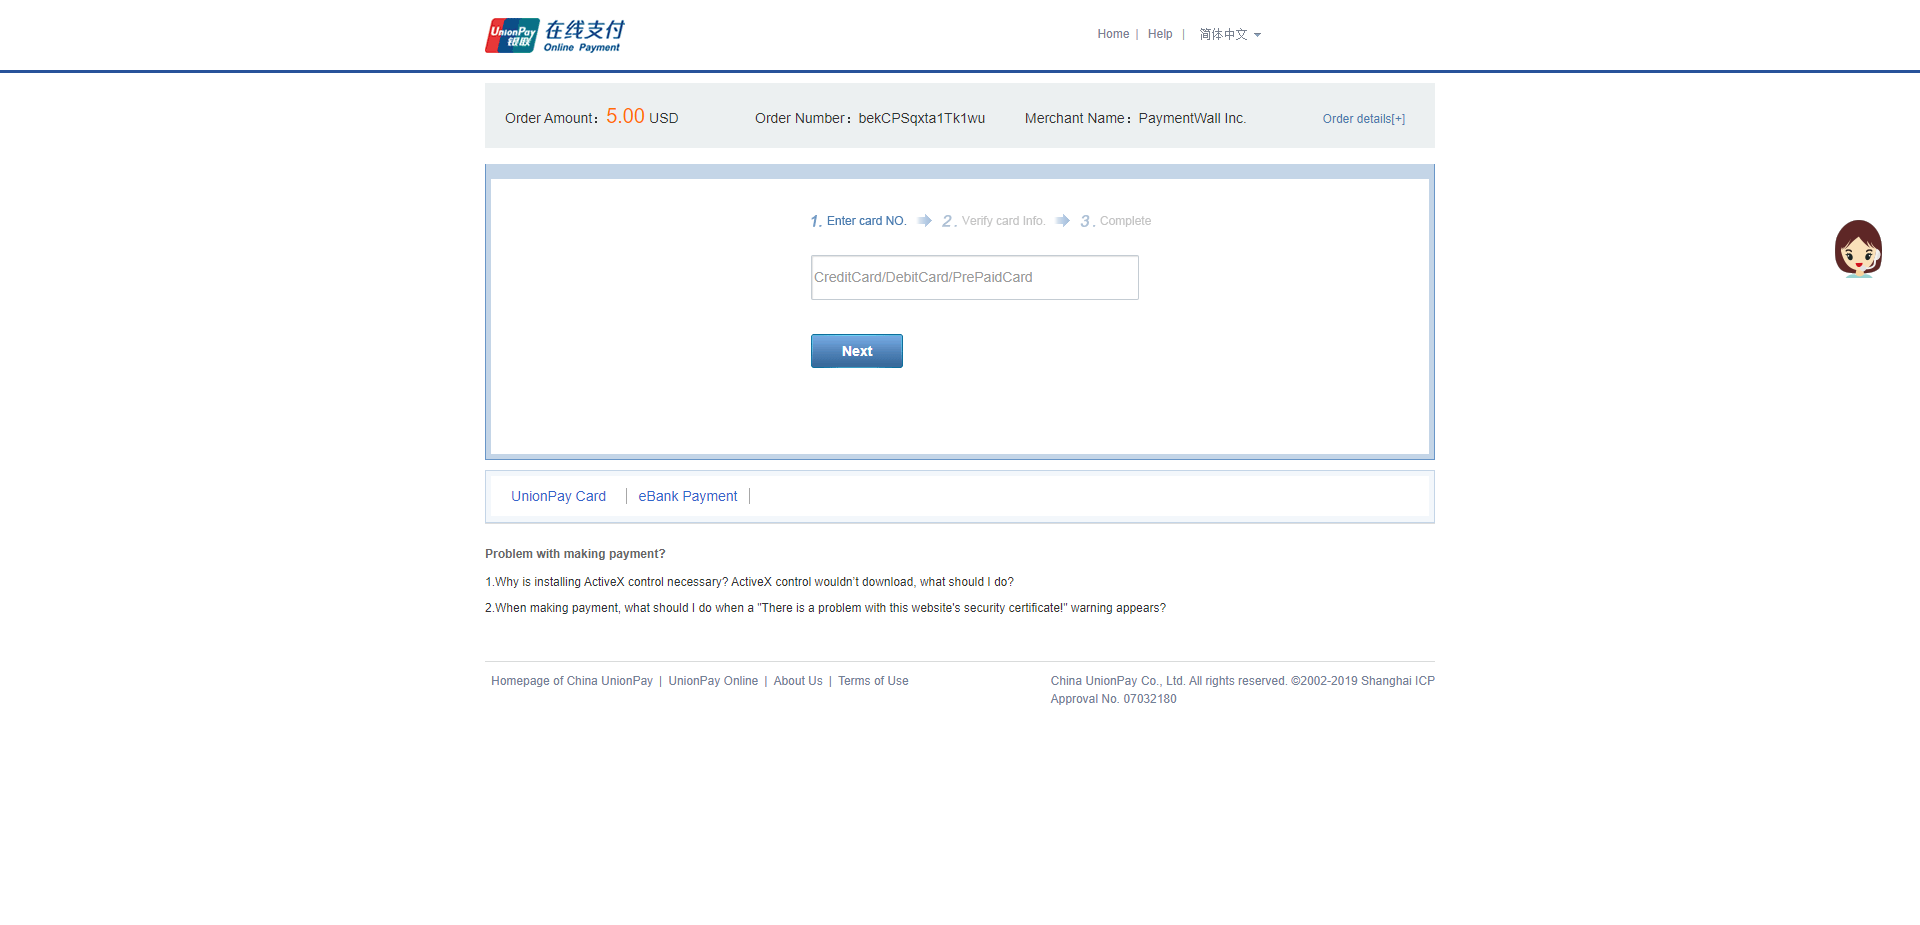 UnionPay 银联 在线支付 Online Payment
Home | Help | 简体中文
Order Amount：5.00 USD Order Number：bekCPSqxta1Tk1wu Merchant Name：PaymentWall Inc. Order details[+]
1. Enter card NO. 2. Verify card Info. 3. Complete
CreditCard/DebitCard/PrePaidCard
Next
UnionPay Card | eBank Payment |
Problem with making payment?
1.Why is installing ActiveX control necessary? ActiveX control wouldn't download, what should I do?
2.When making payment, what should I do when a "There is a problem with this website's security certificate!" warning appears?
Homepage of China UnionPay | UnionPay Online | About Us | Terms of Use
China UnionPay Co., Ltd. All rights reserved. ©2002-2019 Shanghai ICP
Approval No. 07032180